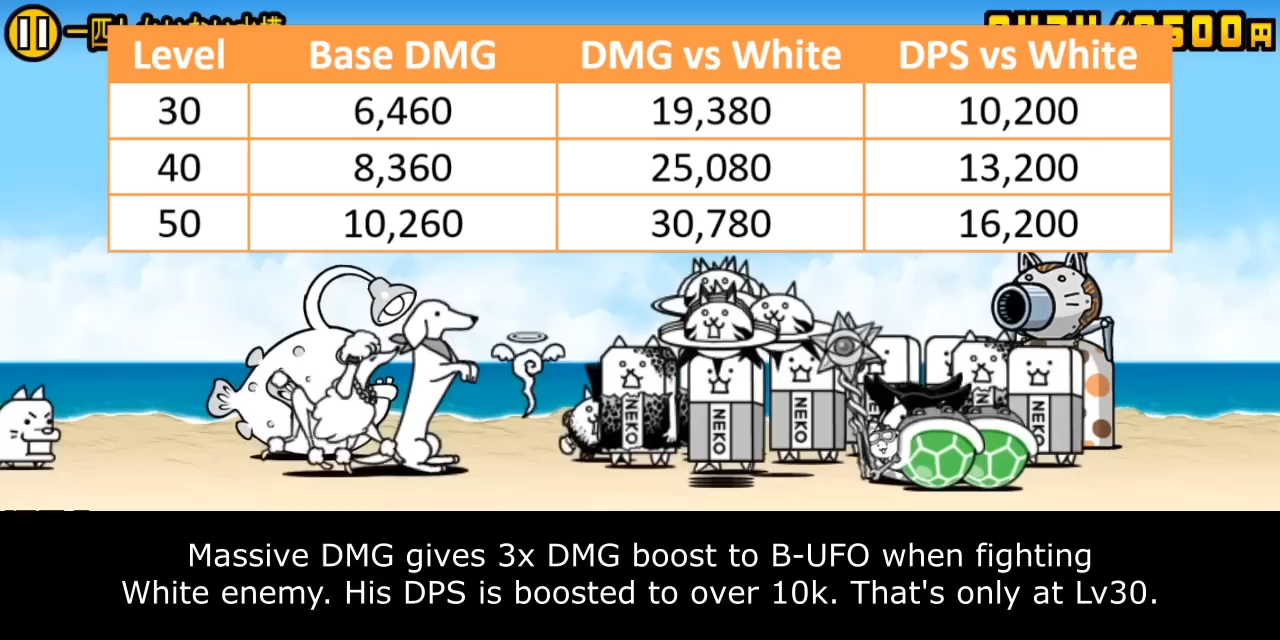 Level Base DMG DMG vs White DPS vs White
30 6,460 19,380 10,200
40 8,360 25,080 13,200
50 10,260 30,780 16,200
NEKO NEKO NEKO NEKO
Massive DMG gives 3x DMG boost to B-UFO when fighting
White enemy. His DPS is boosted to over 10k. That's only at Lv30.